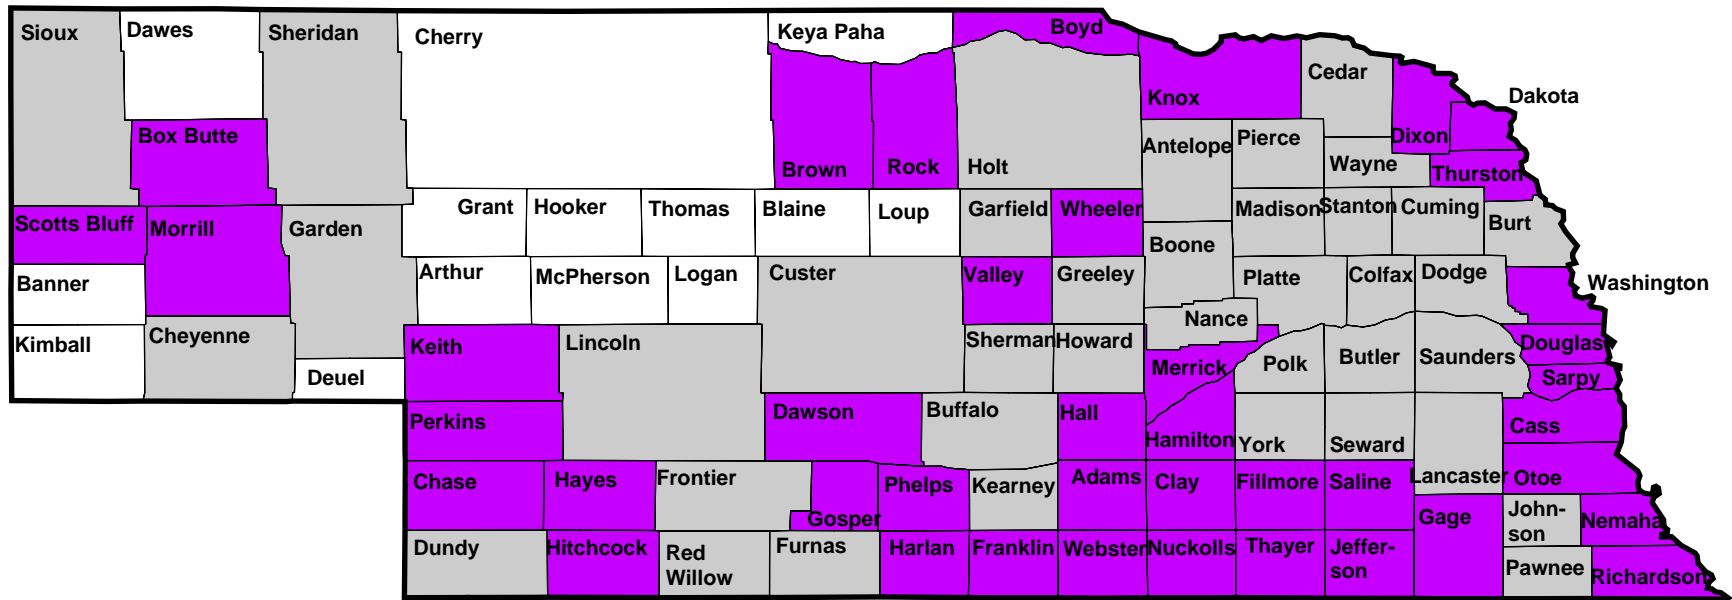 Sioux
Dawes
Sheridan
Cherry
Keya Paha
Boyd
Knox
Cedar
Dakota
Dixon
Box Butte
Brown
Rock
Holt
Antelope
Pierce
Wayne
Thurston
Scotts Bluff
Morrill
Garden
Grant
Hooker
Thomas
Blaine
Loup
Garfield
Wheeler
Madison
Stanton
Cuming
Burt
Boone
Banner
Arthur
McPherson
Logan
Custer
Valley
Greeley
Platte
Colfax
Dodge
Washington
Nance
Kimball
Cheyenne
Deuel
Keith
Lincoln
Sherman
Howard
Merrick
Polk
Butler
Saunders
Douglas
Sarpy
Perkins
Dawson
Buffalo
Hall
Hamilton
York
Seward
Cass
Chase
Hayes
Frontier
Gosper
Phelps
Kearney
Adams
Clay
Fillmore
Saline
Lancaster
Otoe
Gage
John-
son
Nemaha
Dundy
Hitchcock
Red
Willow
Furnas
Harlan
Franklin
Webster
Nuckolls
Thayer
Jeffer-
son
Pawnee
Richardson